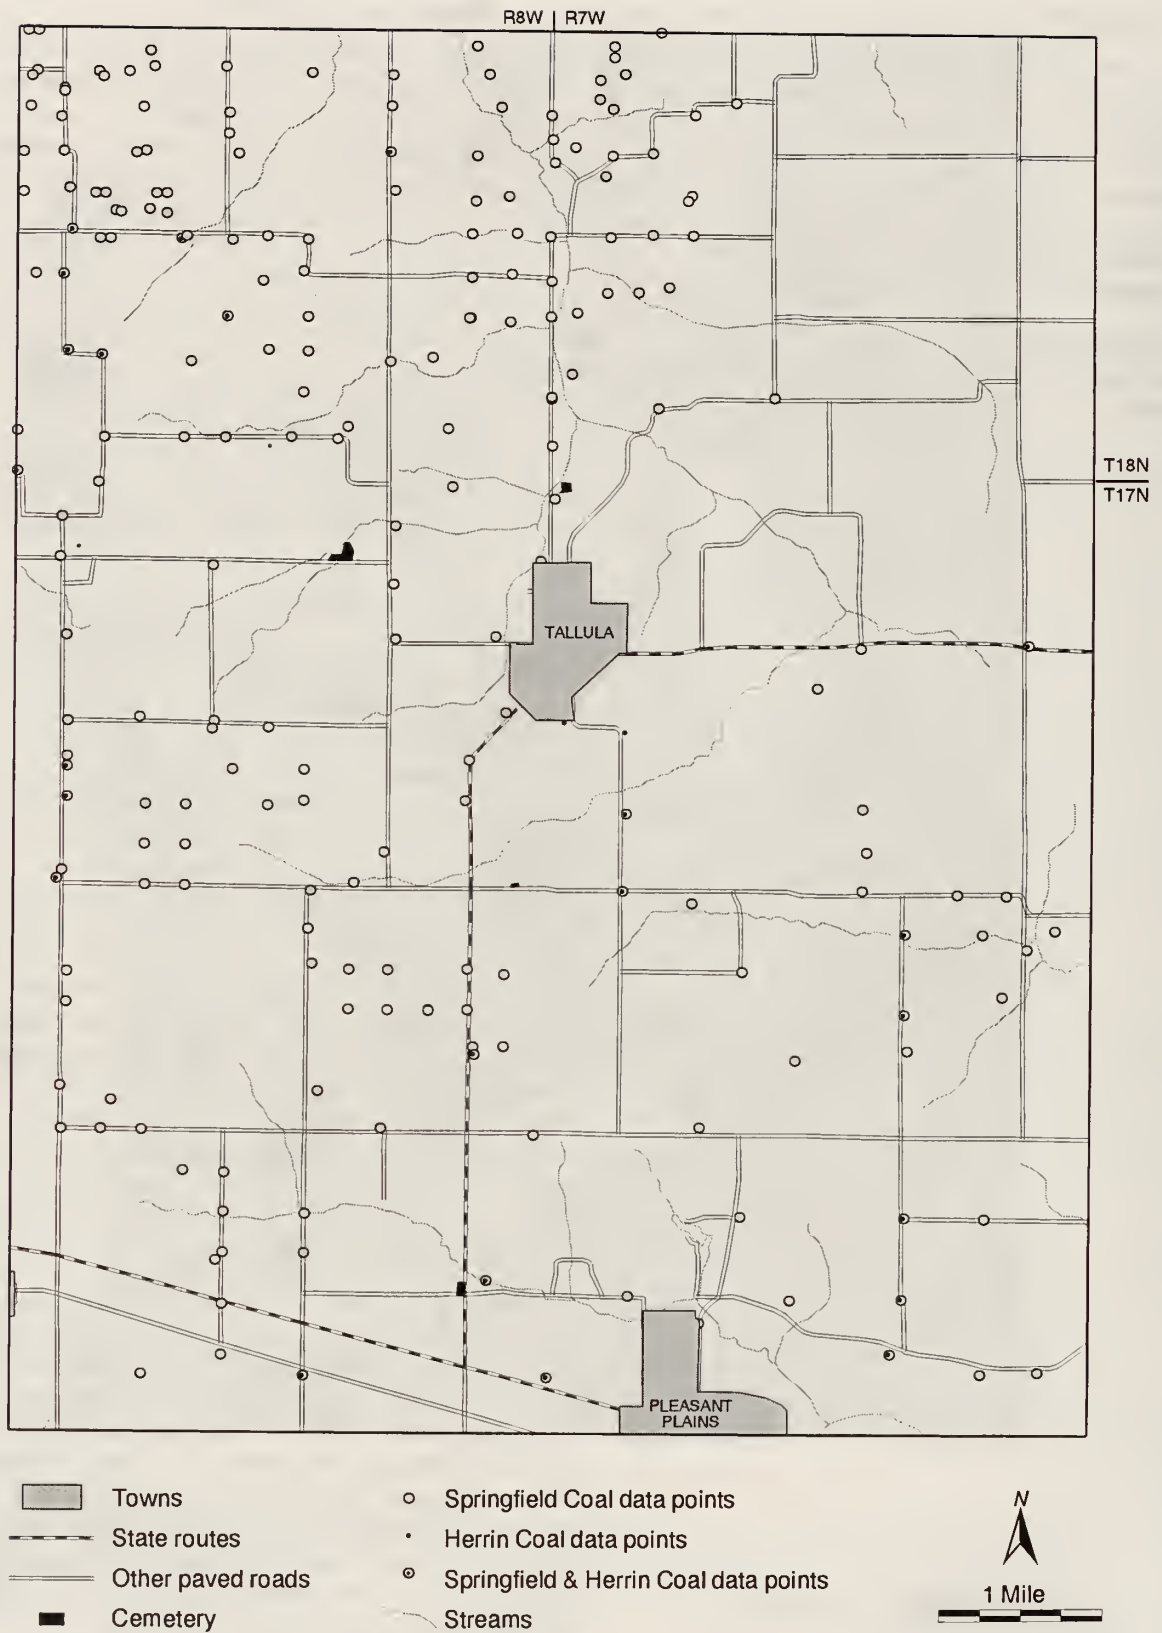 R8W R7W
T18N
T17N
TALLULA
PLEASANT
PLAINS
Towns
State routes
Other paved roads
Cemetery
Springfield Coal data points
Herrin Coal data points
Springfield & Herrin Coal data points
Streams
N
1 Mile